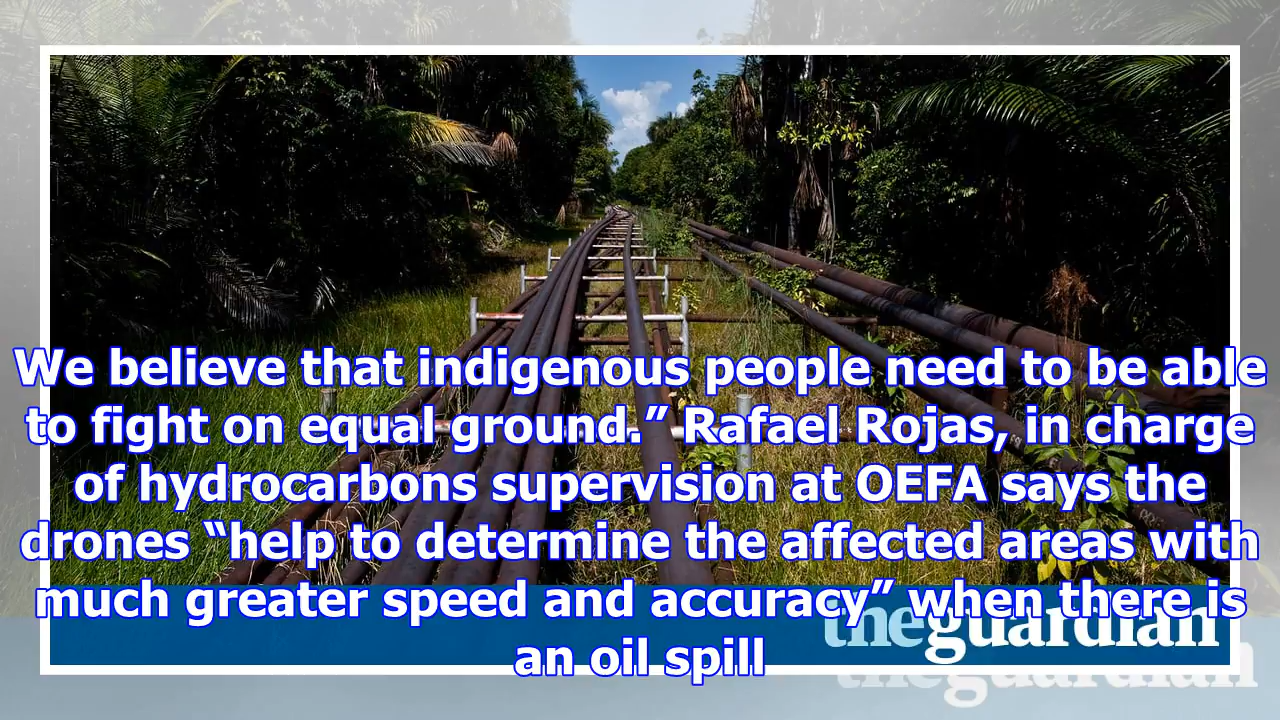 We believe that indigenous people need to be able
to fight on equal ground.” Rafael Rojas, in charge
of hydrocarbons supervision at OEFA says the
drones “help to determine the affected areas with
much greater speed and accuracy” when there is
an oil spill
theguardian
theguardian